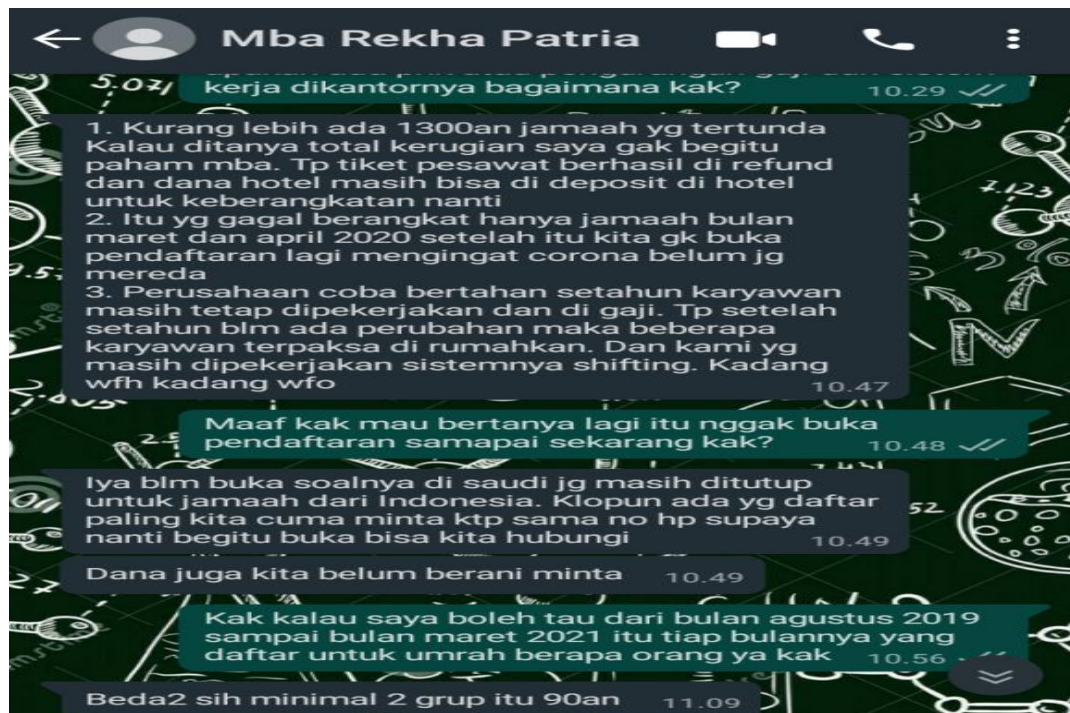 Mba Rekha Patria
kerja dikantornya bagaimana kak?
10.29
1. Kurang lebih ada 1300an jamaah yg tertunda
Kalau ditanya total kerugian saya gak begitu
paham mba. Tp tiket pesawat berhasil di refund
dan dana hotel masih bisa di deposit di hotel
untuk keberangkatan nanti
2. Itu yg gagal berangkat hanya jamaah bulan
maret dan april 2020 setelah itu kita gk buka
pendaftaran lagi mengingat corona belum jg
mereda
3. Perusahaan coba bertahan setahun karyawan
masih tetap dipekerjakan dan di gaji. Tp setelah
setahun blm ada perubahan maka beberapa
karyawan terpaksa di rumahkan. Dan kami yg
masih dipekerjakan sistemnya shifting. Kadang
wfh kadang wfo
10.47
Maaf kak mau bertanya lagi itu nggak buka
pendaftaran samapai sekarang kak?
10.48
Iya blm buka soalnya di saudi jg masih ditutup
untuk jamaah dari Indonesia. Klopun ada yg daftar
paling kita cuma minta ktp sama no hp supaya
nanti begitu buka bisa kita hubungi
10.49
Dana juga kita belum berani minta
10.49
Kak kalau saya boleh tau dari bulan agustus 2019
sampai bulan maret 2021 itu tiap bulannya yang
daftar untuk umrah berapa orang ya kak
10.56
Beda2 sih minimal 2 grup itu 90an
11.09